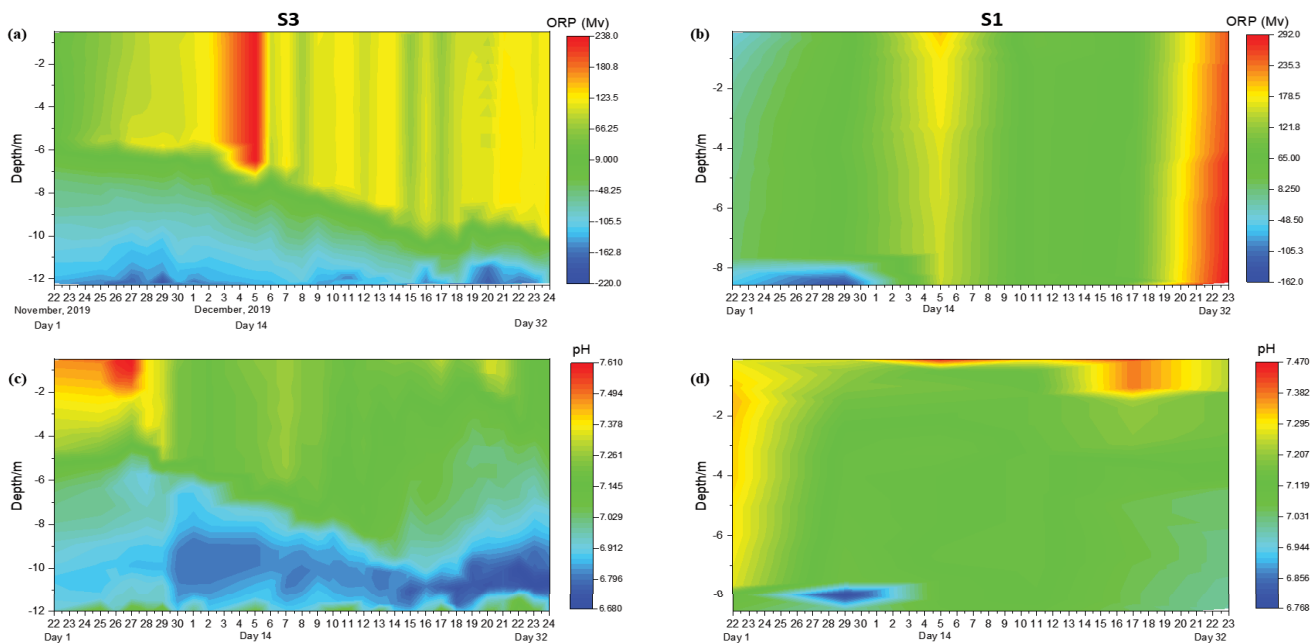 S3
S1
(a)
ORP (Mv)
Depth/m
-2
-4
-6
-8
-10
-12
22 23 24 25 26 27 28 29 30 1 2 3 4 5 6 7 8 9 10 11 12 13 14 15 16 17 18 19 20 21 22 23 24
November, 2019
December, 2019
Day 1
Day 14
Day 32
238.0
180.8
123.5
66.25
9.000
-48.25
-105.5
-162.8
-220.0
(b)
ORP (Mv)
Depth/m
-2
-4
-6
-8
22 23 24 25 26 27 28 29 30 1 2 3 4 5 6 7 8 9 10 11 12 13 14 15 16 17 18 19 20 21 22 23
Day 1
Day 14
Day 32
292.0
235.3
178.5
121.8
65.00
8.250
-48.50
-105.3
-162.0
(c)
pH
Depth/m
-2
-4
-6
-8
-10
-12
22 23 24 25 26 27 28 29 30 1 2 3 4 5 6 7 8 9 10 11 12 13 14 15 16 17 18 19 20 21 22 23 24
Day 1
Day 14
Day 32
7.610
7.494
7.378
7.261
7.145
7.029
6.912
6.796
6.680
(d)
pH
Depth/m
-2
-4
-6
-8
22 23 24 25 26 27 28 29 30 1 2 3 4 5 6 7 8 9 10 11 12 13 14 15 16 17 18 19 20 21 22 23
Day 1
Day 14
Day 32
7.470
7.382
7.295
7.207
7.119
7.031
6.944
6.856
6.768